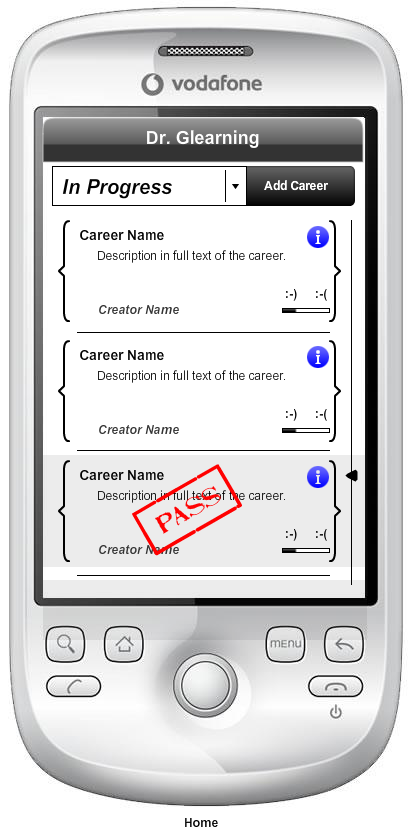 vodafone
Dr. Glearning
In Progress
Add Career
Career Name
i
Description in full text of the career.
:-) :-(
Creator Name
Career Name
i
Description in full text of the career.
:-) :-(
Creator Name
Career Name
i
Description in full text of the career.
PASS
:-) :-(
Creator Name
MENU
Home